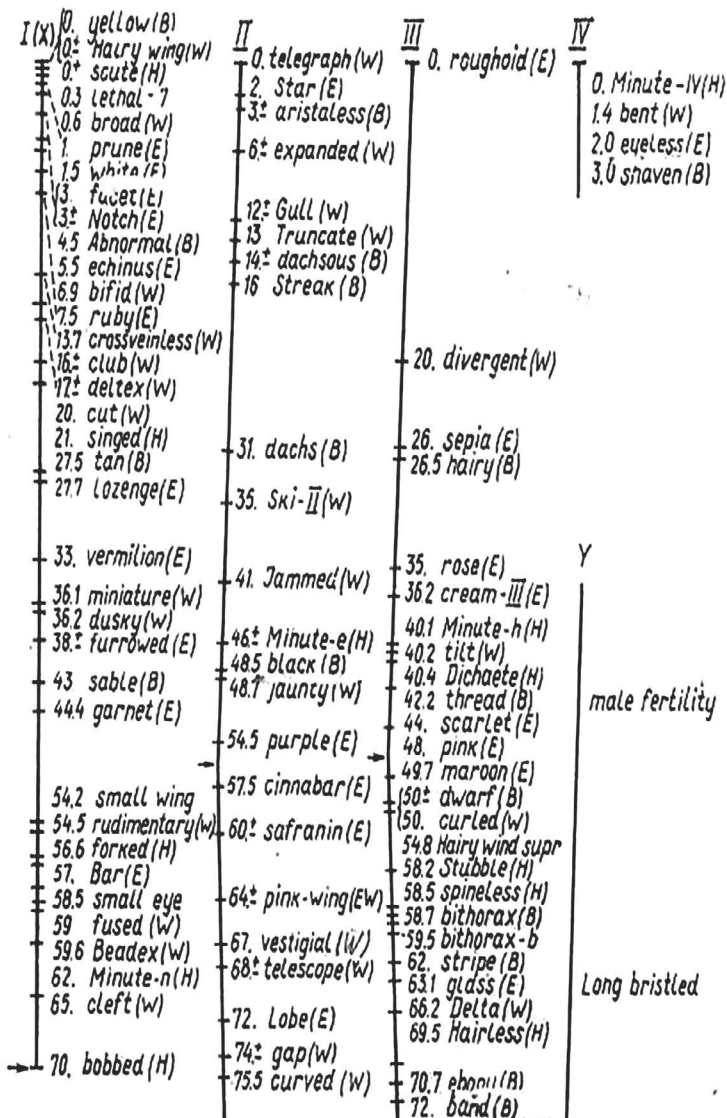 I(X)
0. yellow(B)
0.± Hairy wing(W)
0.+ scute(H)
0.3 lethal-7
0.6 broad(W)
1. prune(E)
1.5 white(E)
3. facet(E)
3.± Notch(E)
4.5 Abnormal(B)
5.5 echinus(E)
6.9 bifid(W)
7.5 ruby(E)
13.7 crossveinless(W)
16.± club(W)
17.± deltex(W)
20. cut(W)
21. singed(H)
27.5 tan(B)
27.7 lozenge(E)
33. vermilion(E)
36.1 miniature(W)
36.2 dusky(W)
38.± furrowed(E)
43 sable(B)
44.4 garnet(E)
54.2 small wing
54.5 rudimentary(W)
56.6 forked(H)
57. Bar(E)
58.5 small eye
59 fused(W)
59.6 Beadex(W)
62. Minute-n(H)
65. cleft(W)
70. bobbed(H)
II
0. telegraph(W)
2. Star(E)
3.± aristaless(B)
6.± expanded(W)
12.± Gull(W)
13 Truncate(W)
14.± dachsous(B)
16 Streak(B)
31. dachs(B)
35. Ski-II(W)
41. Jammed(W)
46.± Minute-e(H)
48.5 black(B)
48.7 jaunty(W)
54.5 purple(E)
57.5 cinnabar(E)
60.± safranin(E)
64.± pink-wing(EW)
67. vestigial(W)
68.± telescope(W)
72. Lobe(E)
74.± gap(W)
75.5 curved(W)
III
0. roughoid(E)
20. divergent(W)
26. sepia(E)
26.5 hairy(B)
35. rose(E)
36.2 cream-III(E)
40.1 Minute-h(H)
40.2 tilt(W)
40.4 Dichaete(H)
42.2 thread(B)
44. scarlet(E)
48. pink(E)
49.7 maroon(E)
50.± dwarf(B)
50. curled(W)
54.8 Hairy wind supr
58.2 Stubble(H)
58.5 spineless(H)
58.7 bithorax(B)
59.5 bithorax-b
62. stripe(B)
63.1 glass(E)
66.2 Delta(W)
69.5 Hairless(H)
70.7 ebony(B)
72. band(B)
IV
0. Minute-IV(H)
1.4 bent(W)
2.0 eyeless(E)
3.0 shaven(B)
Y
male fertility
Long bristled